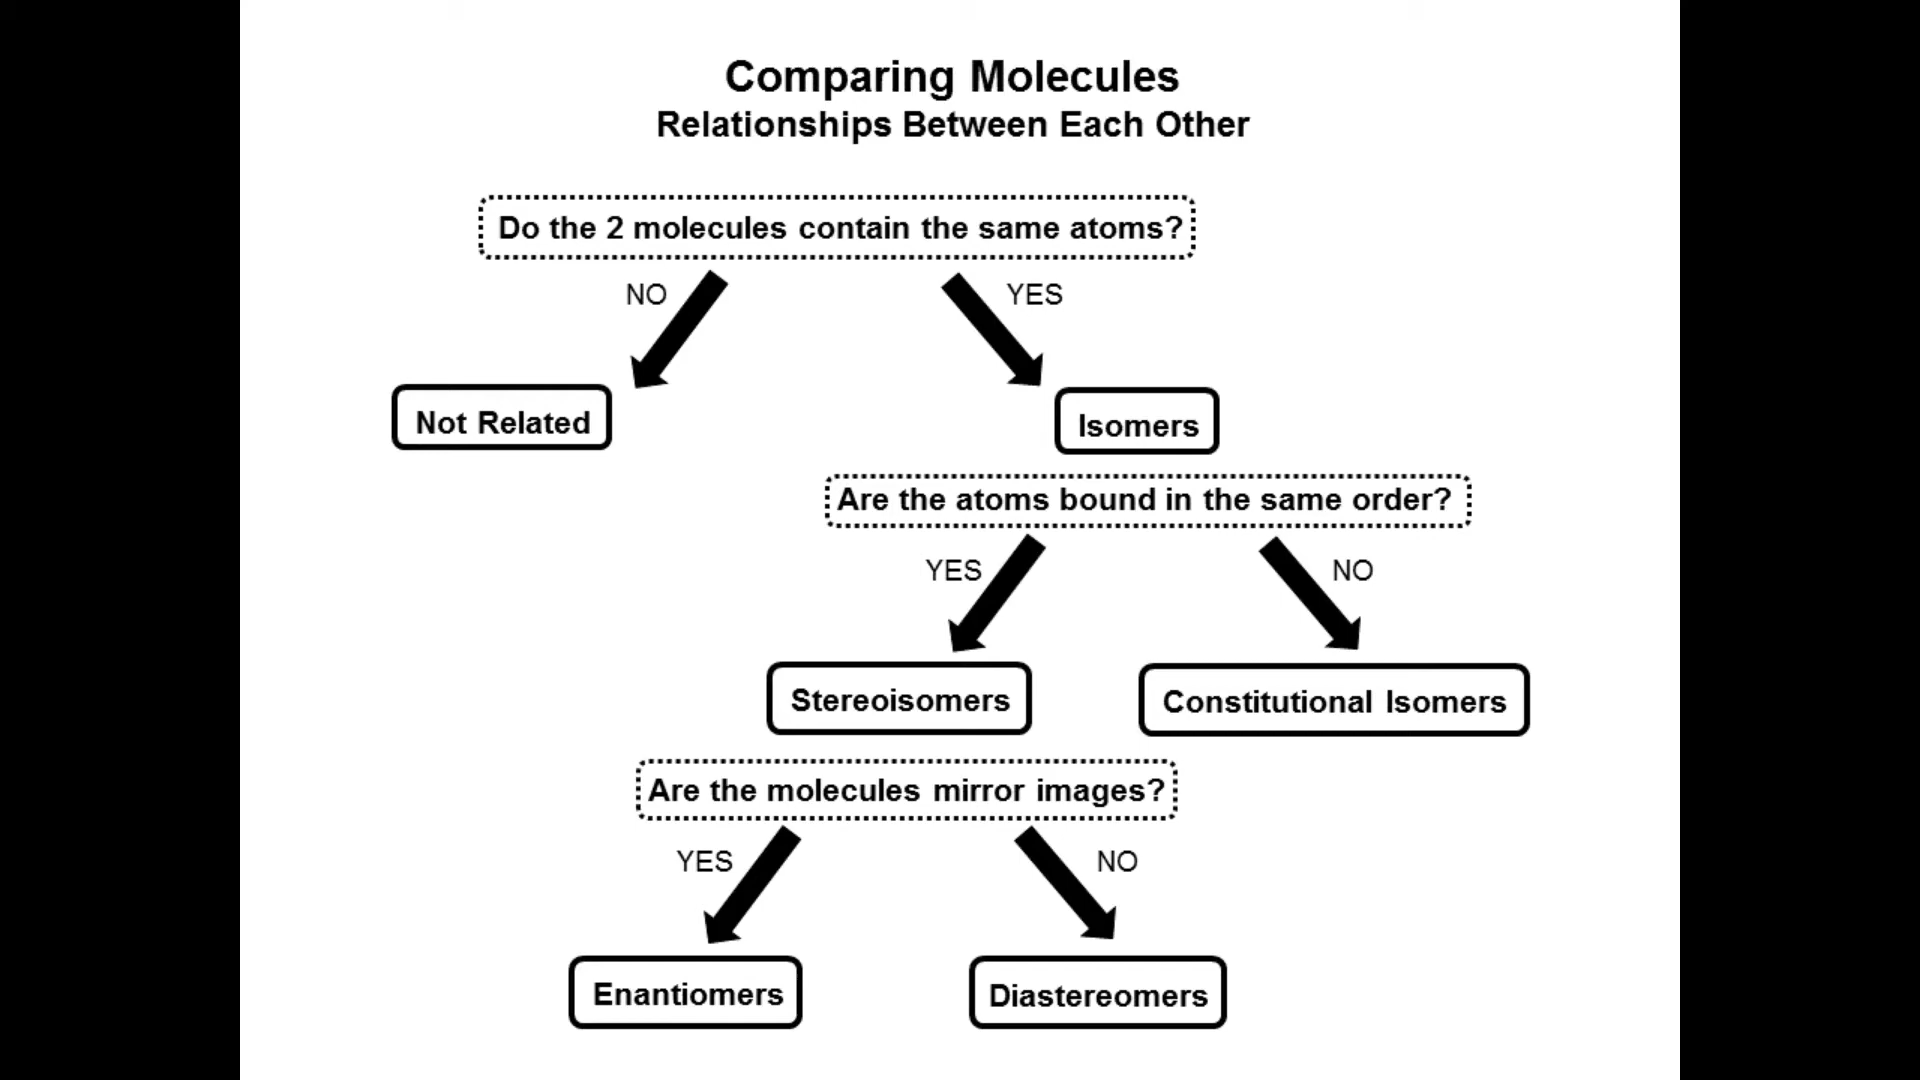 Comparing Molecules
Relationships Between Each Other
Do the 2 molecules contain the same atoms?
NO
YES
Not Related
Isomers
Are the atoms bound in the same order?
YES
NO
Stereoisomers
Constitutional Isomers
Are the molecules mirror images?
YES
NO
Enantiomers
Diastereomers